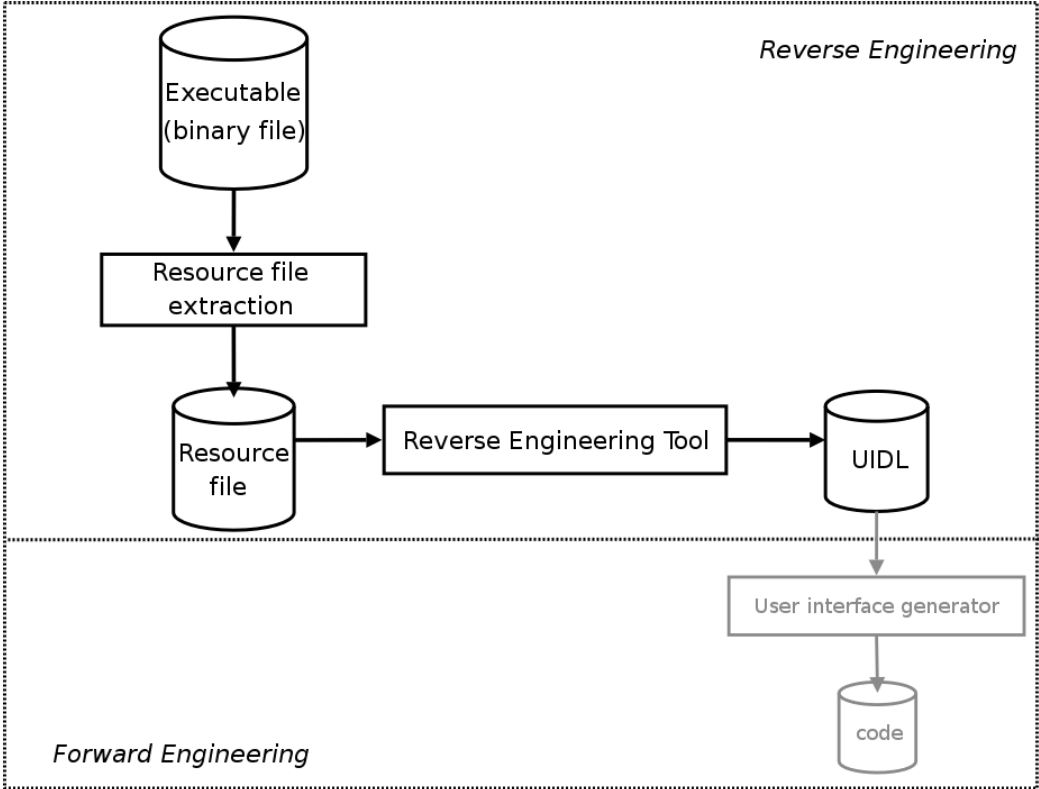 Reverse Engineering
Executable
(binary file)
Resource file
extraction
Resource
file
Reverse Engineering Tool
UIDL
User interface generator
code
Forward Engineering